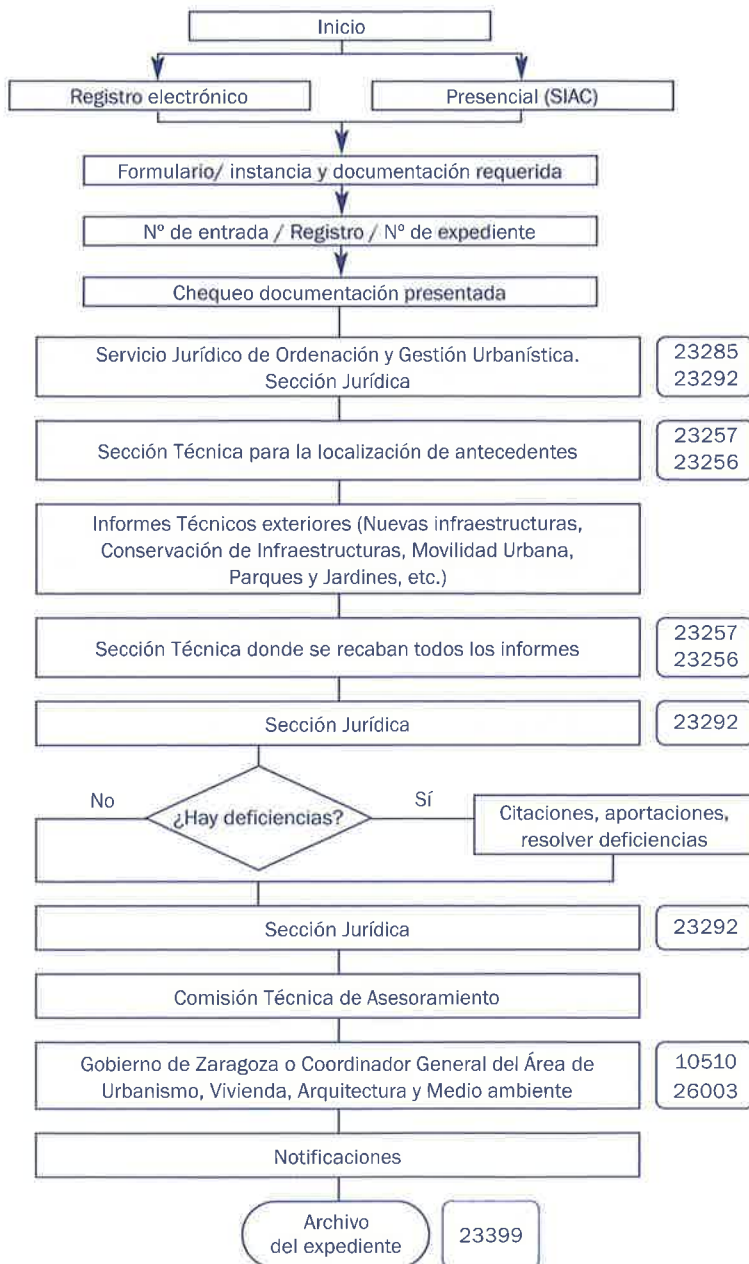 Inicio
Registro electrónico
Presencial (SIAC)
Formulario/ instancia y documentación requerida
Nº de entrada / Registro / Nº de expediente
Chequeo documentación presentada
Servicio Jurídico de Ordenación y Gestión Urbanística.
Sección Jurídica
23285
23292
Sección Técnica para la localización de antecedentes
23257
23256
Informes Técnicos exteriores (Nuevas infraestructuras,
Conservación de Infraestructuras, Movilidad Urbana,
Parques y Jardines, etc.)
Sección Técnica donde se recaban todos los informes
23257
23256
Sección Jurídica
23292
No
¿Hay deficiencias?
Sí
Citaciones, aportaciones,
resolver deficiencias
Sección Jurídica
23292
Comisión Técnica de Asesoramiento
Gobierno de Zaragoza o Coordinador General del Área de
Urbanismo, Vivienda, Arquitectura y Medio ambiente
10510
26003
Notificaciones
Archivo
del expediente
23399